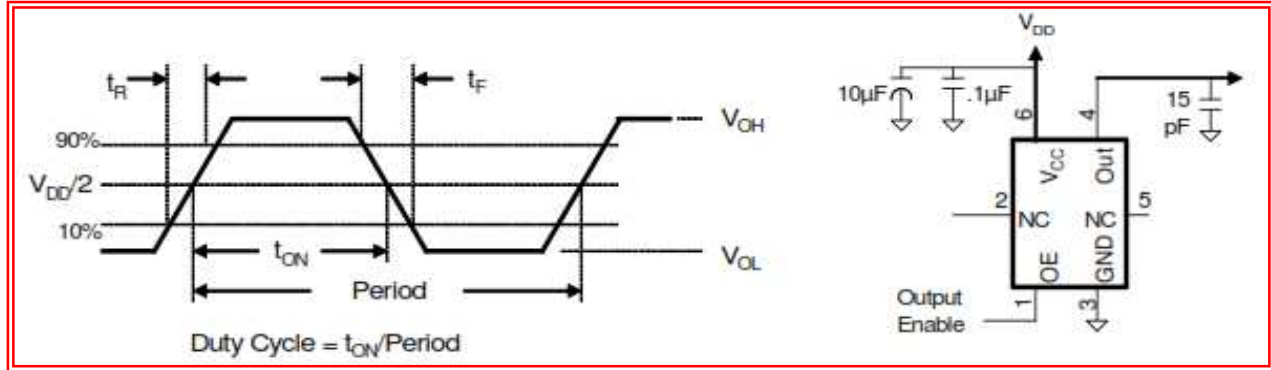 tR
tF
90%
VDD/2
10%
VOH
VOL
tON
Period
Duty Cycle = tON/Period
VDD
10µF
.1µF
15
pF
6
4
VCC
Out
2
NC
NC
5
OE
GND
1
3
Output
Enable